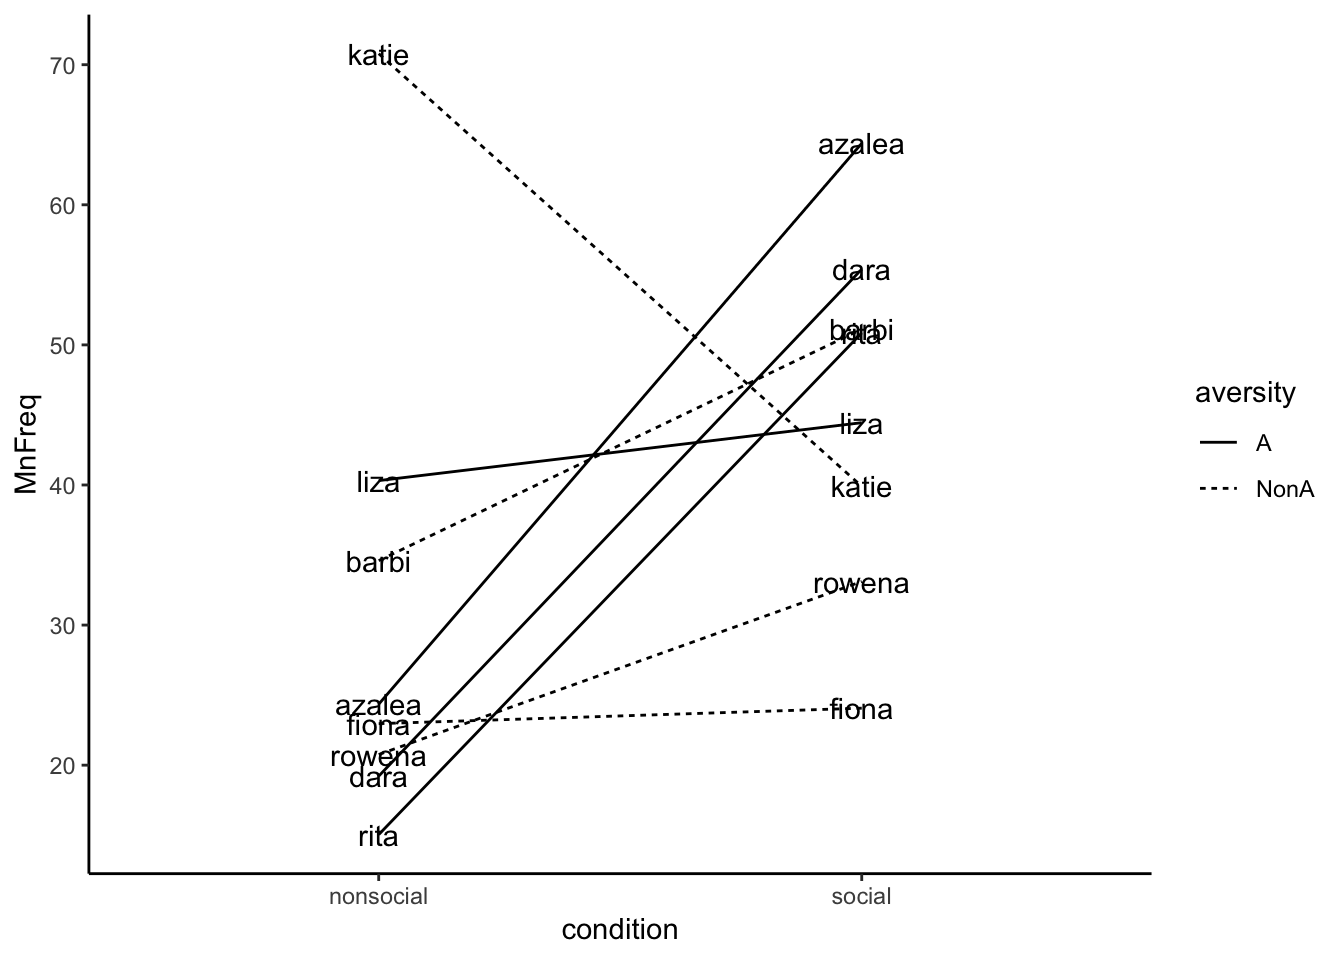 70
60
50
40
30
20
MnFreq
katie
liza
barbi
azalea
fiona
rowena
dara
rita
azalea
dara
barbi
rita
liza
katie
rowena
fiona
nonsocial
social
condition
aversity
A
NonA